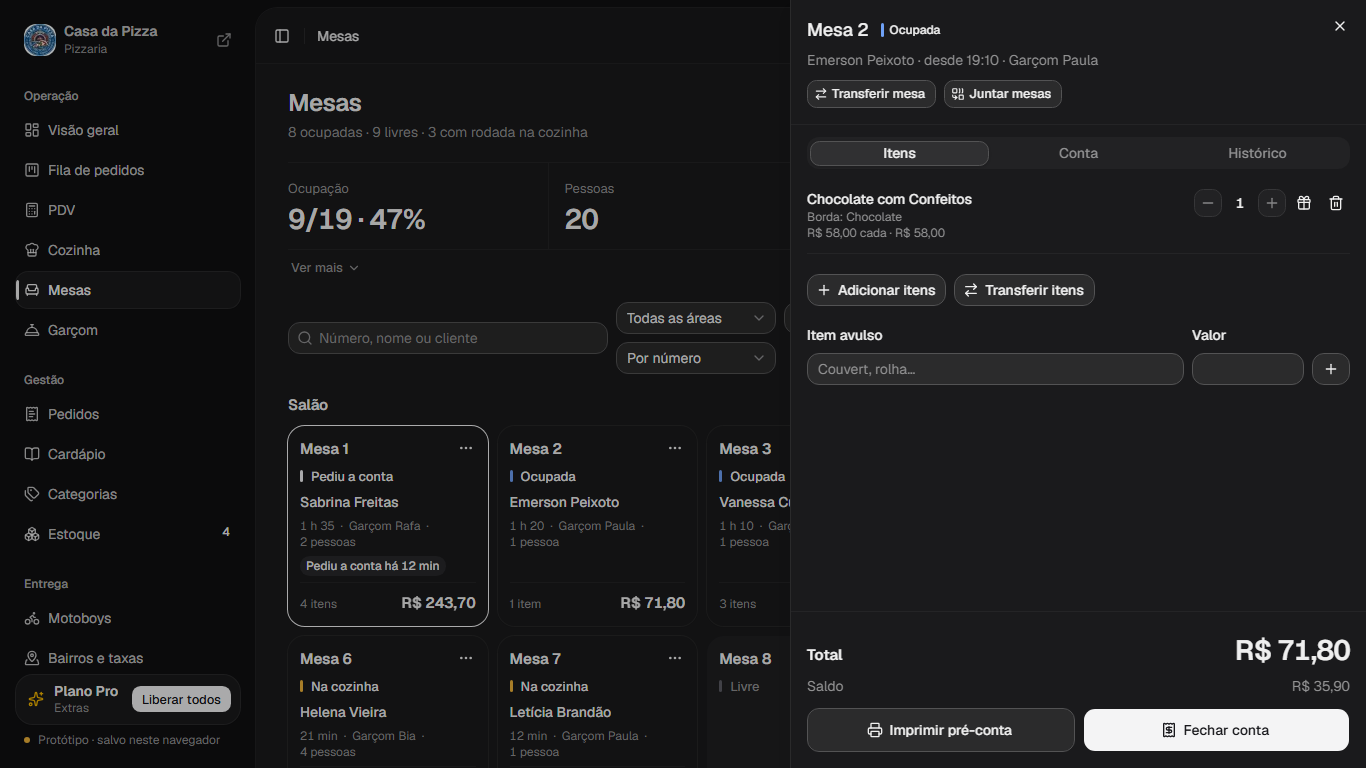 Casa da Pizza
Pizzaria
Operação
Visão geral
Fila de pedidos
PDV
Cozinha
Mesas
Garçom
Gestão
Pedidos
Cardápio
Categorias
Estoque 4
Entrega
Motoboys
Bairros e taxas
Plano Pro
Extras
Liberar todos
Protótipo · salvo neste navegador
Mesas
Mesas
8 ocupadas · 9 livres · 3 com rodada na cozinha
Ocupação
9/19 · 47%
Pessoas
20
Ver mais
Número, nome ou cliente
Todas as áreas
Por número
Salão
Mesa 1
Pediu a conta
Sabrina Freitas
1 h 35 · Garçom Rafa ·
2 pessoas
Pediu a conta há 12 min
4 itens R$ 243,70
Mesa 2
Ocupada
Emerson Peixoto
1 h 20 · Garçom Paula ·
1 pessoa
1 item R$ 71,80
Mesa 3
Ocupada
Vanessa
1 h 10 ·
1 pessoa
3 itens
Mesa 6
Na cozinha
Helena Vieira
21 min · Garçom Bia ·
4 pessoas
Mesa 7
Na cozinha
Letícia Brandão
12 min · Garçom Paula ·
1 pessoa
Mesa 8
Livre
Mesa 2 Ocupada
Emerson Peixoto · desde 19:10 · Garçom Paula
Transferir mesa
Juntar mesas
Itens
Conta
Histórico
Chocolate com Confeitos
Borda: Chocolate
R$ 58,00 cada · R$ 58,00
1
Adicionar itens
Transferir itens
Item avulso
Valor
Couvert, rolha...
Total R$ 71,80
Saldo R$ 35,90
Imprimir pré-conta
Fechar conta